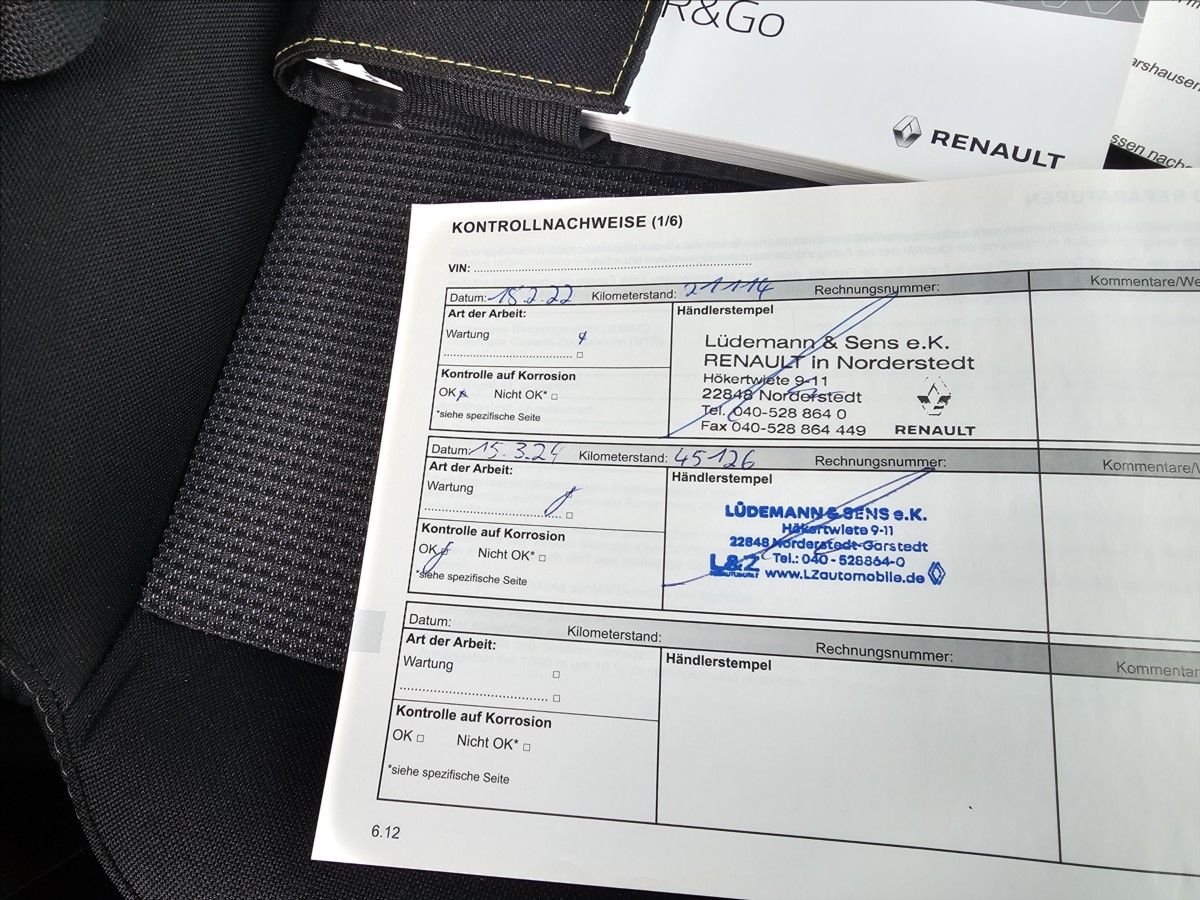 R&Go
RENAULT
KONTROLLNACHWEISE (1/6)
VIN:
Datum: 15.2.22 Kilometerstand: 21114 Rechnungsnummer: Kommentare/We
Art der Arbeit:
Wartung
Händlerstempel
Lüdemann & Sens e.K.
RENAULT in Norderstedt
Hökertwiete 9-11
22848 Norderstedt
Tel. 040-528 864 0
Fax 040-528 864 449
RENAULT
Kontrolle auf Korrosion
OK Nicht OK*
*siehe spezifische Seite
Datum: 15.3.24 Kilometerstand: 45126 Rechnungsnummer: Kommentare/
Art der Arbeit:
Wartung
Händlerstempel
LÜDEMANN & SENS e.K.
Hökertwiete 9-11
22848 Norderstedt-Garstedt
Tel.: 040 - 528864-0
L&Z www.LZautomobile.de
Kontrolle auf Korrosion
OK Nicht OK*
*siehe spezifische Seite
Datum: Kilometerstand: Rechnungsnummer: Kommentar
Art der Arbeit:
Wartung
Händlerstempel
Kontrolle auf Korrosion
OK Nicht OK*
*siehe spezifische Seite
6.12